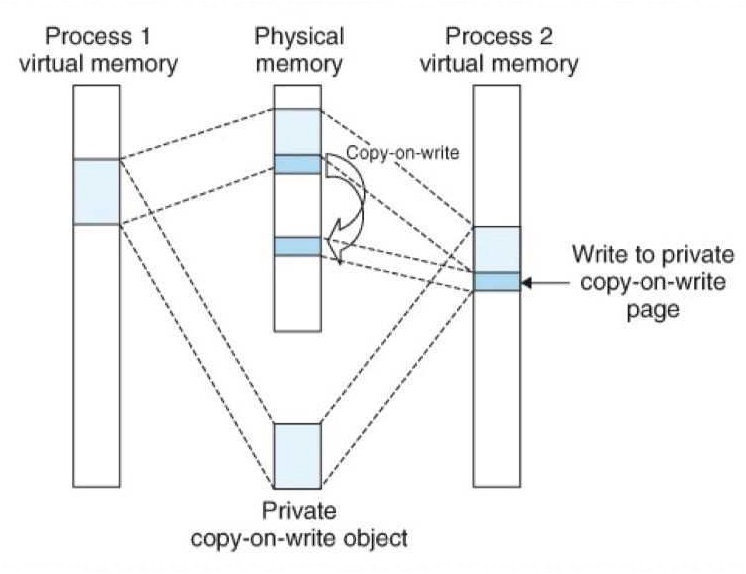 Process 1
virtual memory
Physical
memory
Process 2
virtual memory
Copy-on-write
Write to private
copy-on-write
page
Private
copy-on-write object